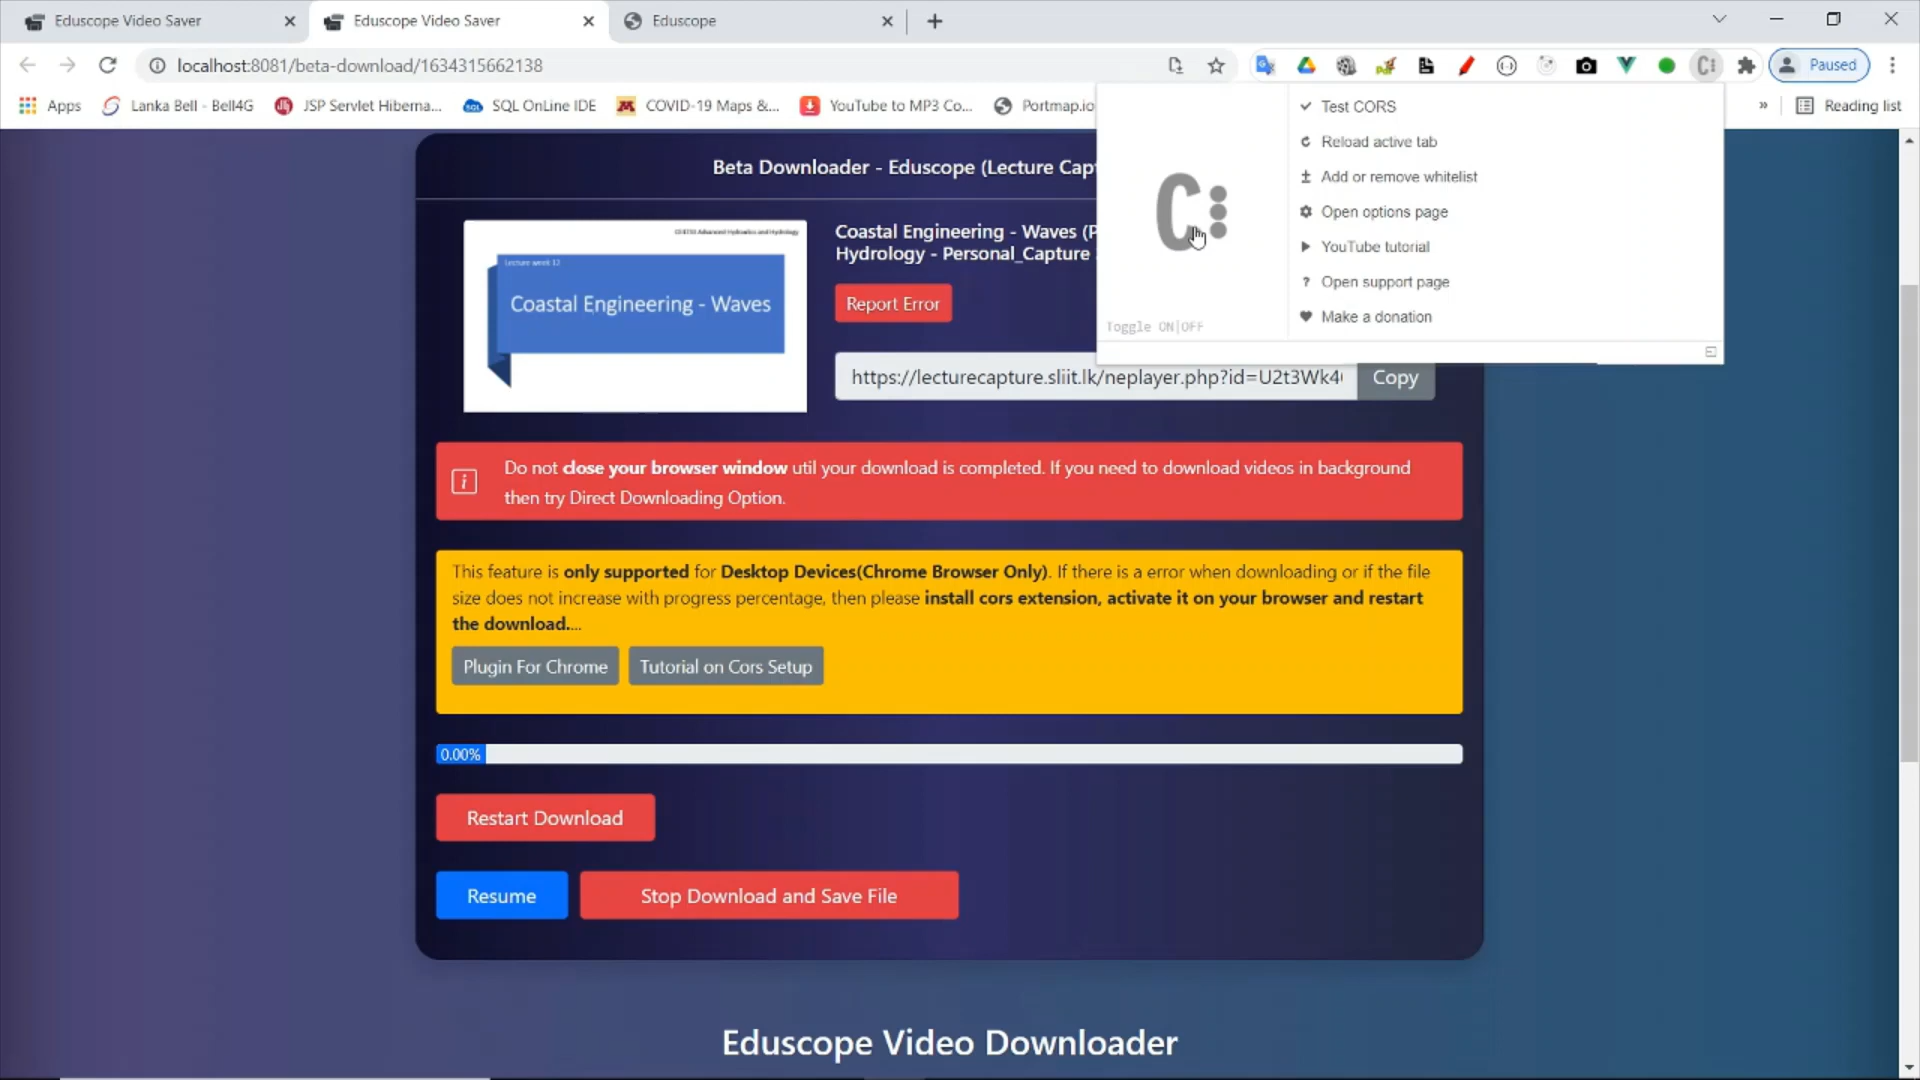 Eduscope Video Saver
Eduscope Video Saver
Eduscope
localhost:8081/beta-download/1634315662138
Paused
Apps
Lanka Bell - Bell4G
JSP Servlet Hiberna...
SQL OnLine IDE
COVID-19 Maps &...
YouTube to MP3 Co...
Portmap.io
»
Reading list
Test CORS
Reload active tab
Add or remove whitelist
Open options page
YouTube tutorial
Open support page
Make a donation
Toggle ON|OFF
Beta Downloader - Eduscope (Lecture Capt
Lecture week 12
Coastal Engineering - Waves
Coastal Engineering - Waves (P
Hydrology - Personal_Capture
Report Error
https://lecturecapture.sliit.lk/neplayer.php?id=U2t3Wk4
Copy
Do not close your browser window util your download is completed. If you need to download videos in background
then try Direct Downloading Option.
This feature is only supported for Desktop Devices(Chrome Browser Only). If there is a error when downloading or if the file
size does not increase with progress percentage, then please install cors extension, activate it on your browser and restart
the download....
Plugin For Chrome
Tutorial on Cors Setup
0.00%
Restart Download
Resume
Stop Download and Save File
Eduscope Video Downloader